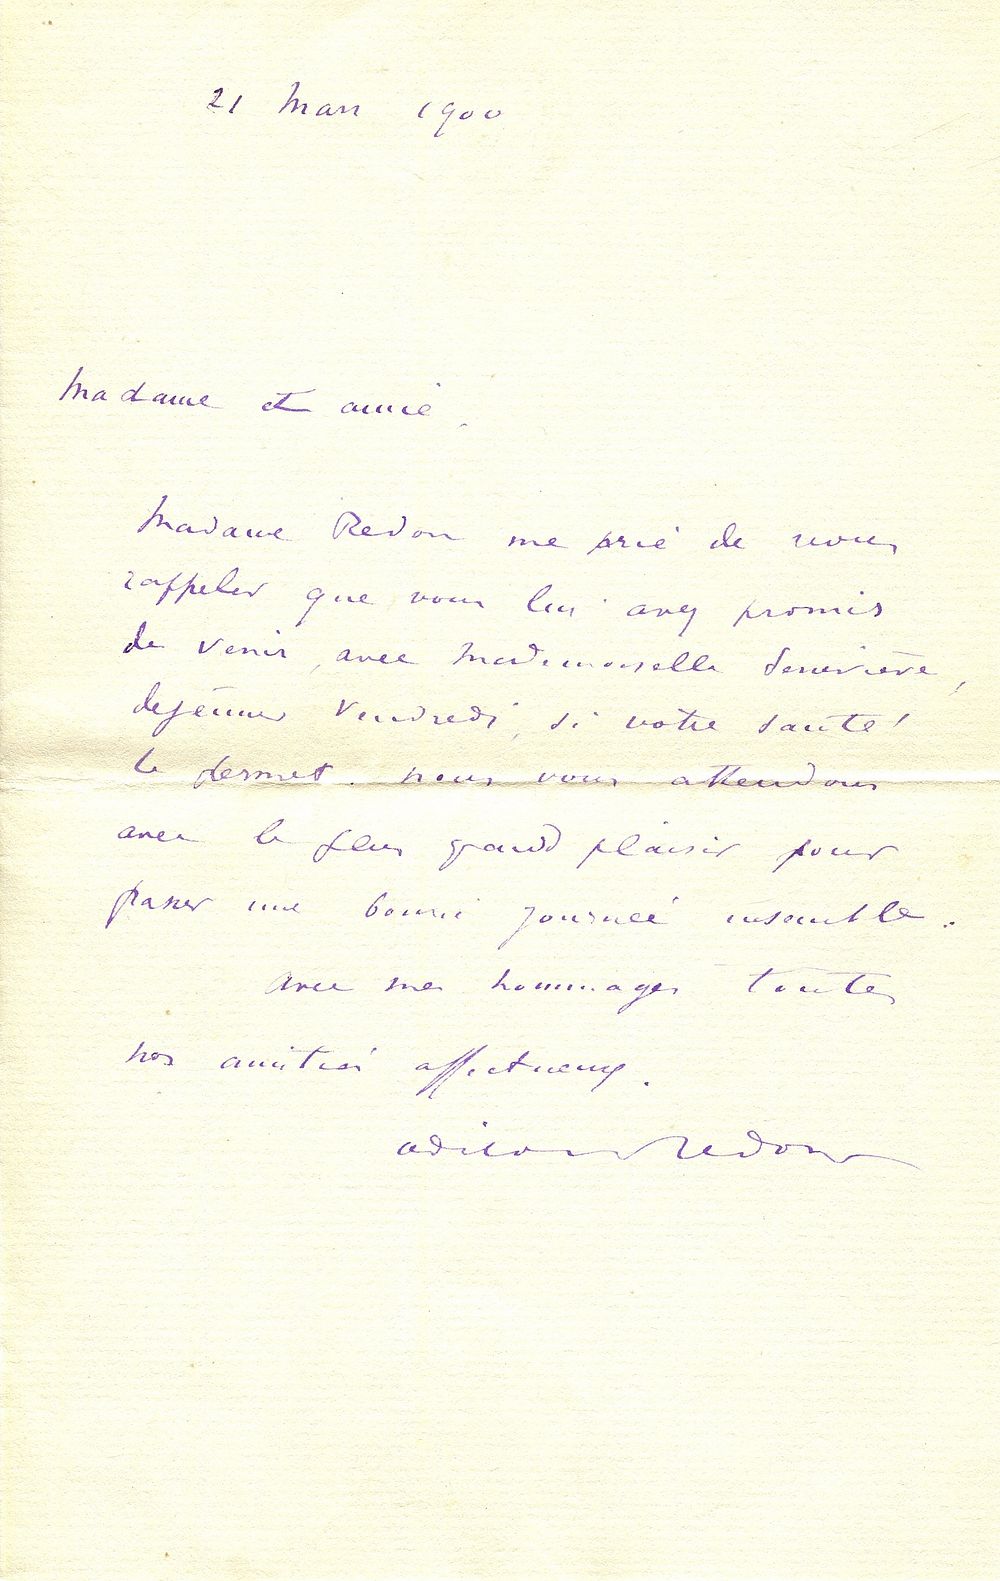 21 Mars 1900
Madame et amie.
Madame Redon me prie de vous
rappeler que vous lui avez promis
de venir, avec Mademoiselle Geneviève,
dejeuner Vendredi, si votre santé
le permet. nous vous attendons
avec le plus grand plaisir pour
passer une bonne journée ensemble.
avec mes hommages toutes
nos amitiés affectueuses.
Odilon Redon